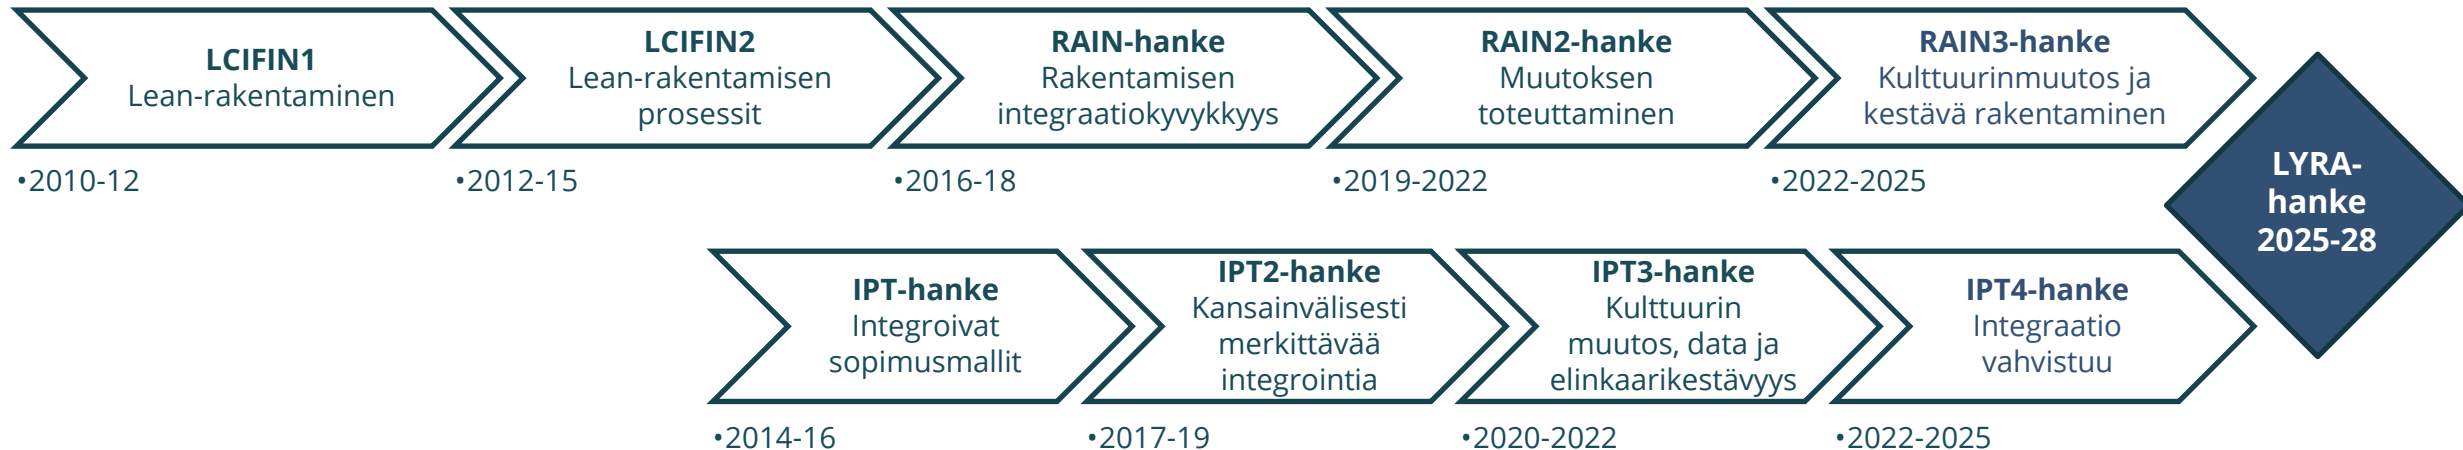 LCIFIN1
Lean-rakentaminen
•2010-12
LCIFIN2
Lean-rakentamisen
prosessit
•2012-15
RAIN-hanke
Rakentamisen
integraatiokyvykkyys
•2016-18
RAIN2-hanke
Muutoksen
toteuttaminen
•2019-2022
RAIN3-hanke
Kulttuurinmuutos ja
kestävä rakentaminen
•2022-2025
IPT-hanke
Integroivat
sopimusmallit
•2014-16
IPT2-hanke
Kansainvälisesti
merkittävää
integrointia
•2017-19
IPT3-hanke
Kulttuurin
muutos, data ja
elinkaarikestävyys
•2020-2022
IPT4-hanke
Integraatio
vahvistuu
•2022-2025
LYRA-
hanke
2025-28